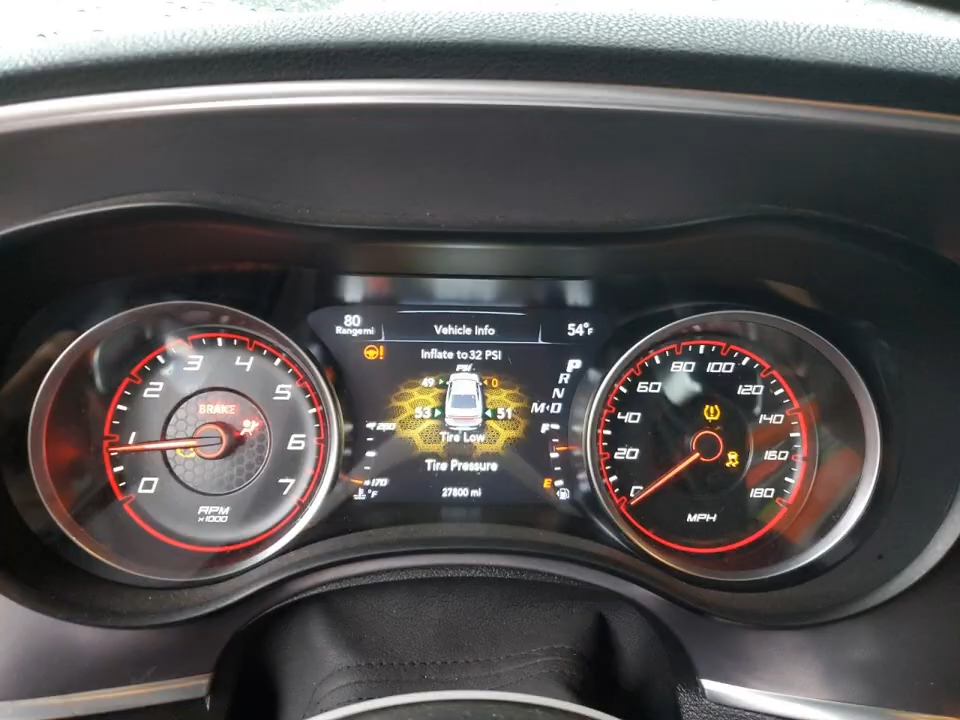 80
Range mi
Vehicle Info
54°F
Inflate to 32 PSI
PSI
49
0
53
51
Tire Low
Tire Pressure
27800 mi
260
170
°F
P
R
N
M D
F
E
BRAKE
0
1
2
3
4
5
6
7
RPM
x1000
0
20
40
60
80
100
120
140
160
180
MPH